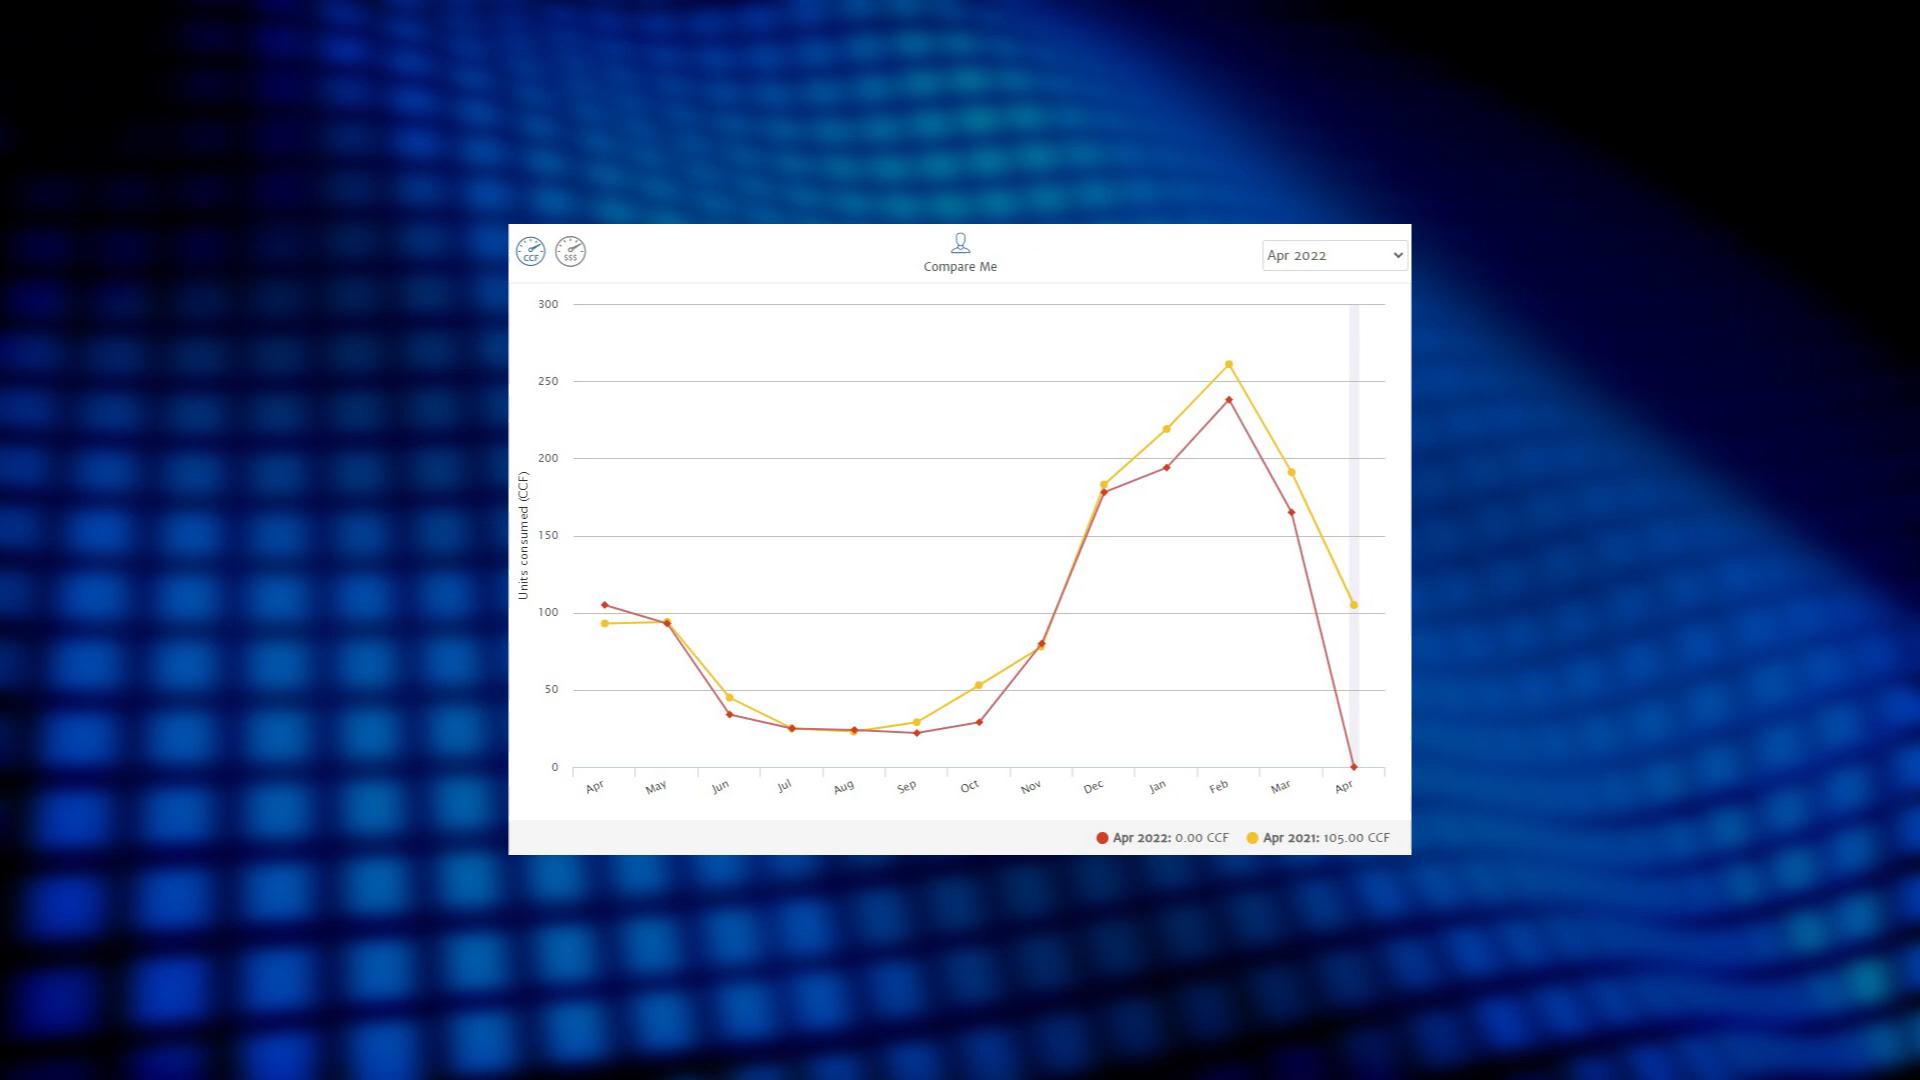 CCF
$$$
Compare Me
Apr 2022
300
250
200
150
100
50
0
Units consumed (CCF)
Apr May Jun Jul Aug Sep Oct Nov Dec Jan Feb Mar Apr
Apr 2022: 0.00 CCF Apr 2021: 105.00 CCF